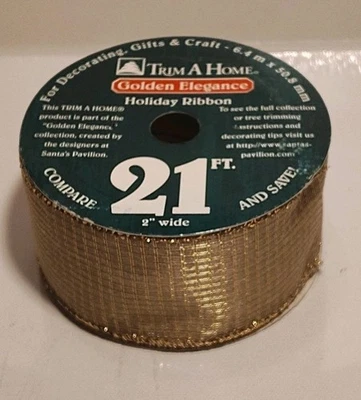 For Decorating, Gifts & Craft - 6.4 m x 50.8 mm
TRIM A HOME
Golden Elegance
Holiday Ribbon
This TRIM A HOME®
product is part of the
"Golden Elegance
collection, created by
the designers at
Santa's Pavilion.
To see the full collection
or tree trimming
instructions and
decorating tips visit us
at http://www.santas-
pavilion.com
COMPARE
21 FT.
AND SAVE!
2" wide